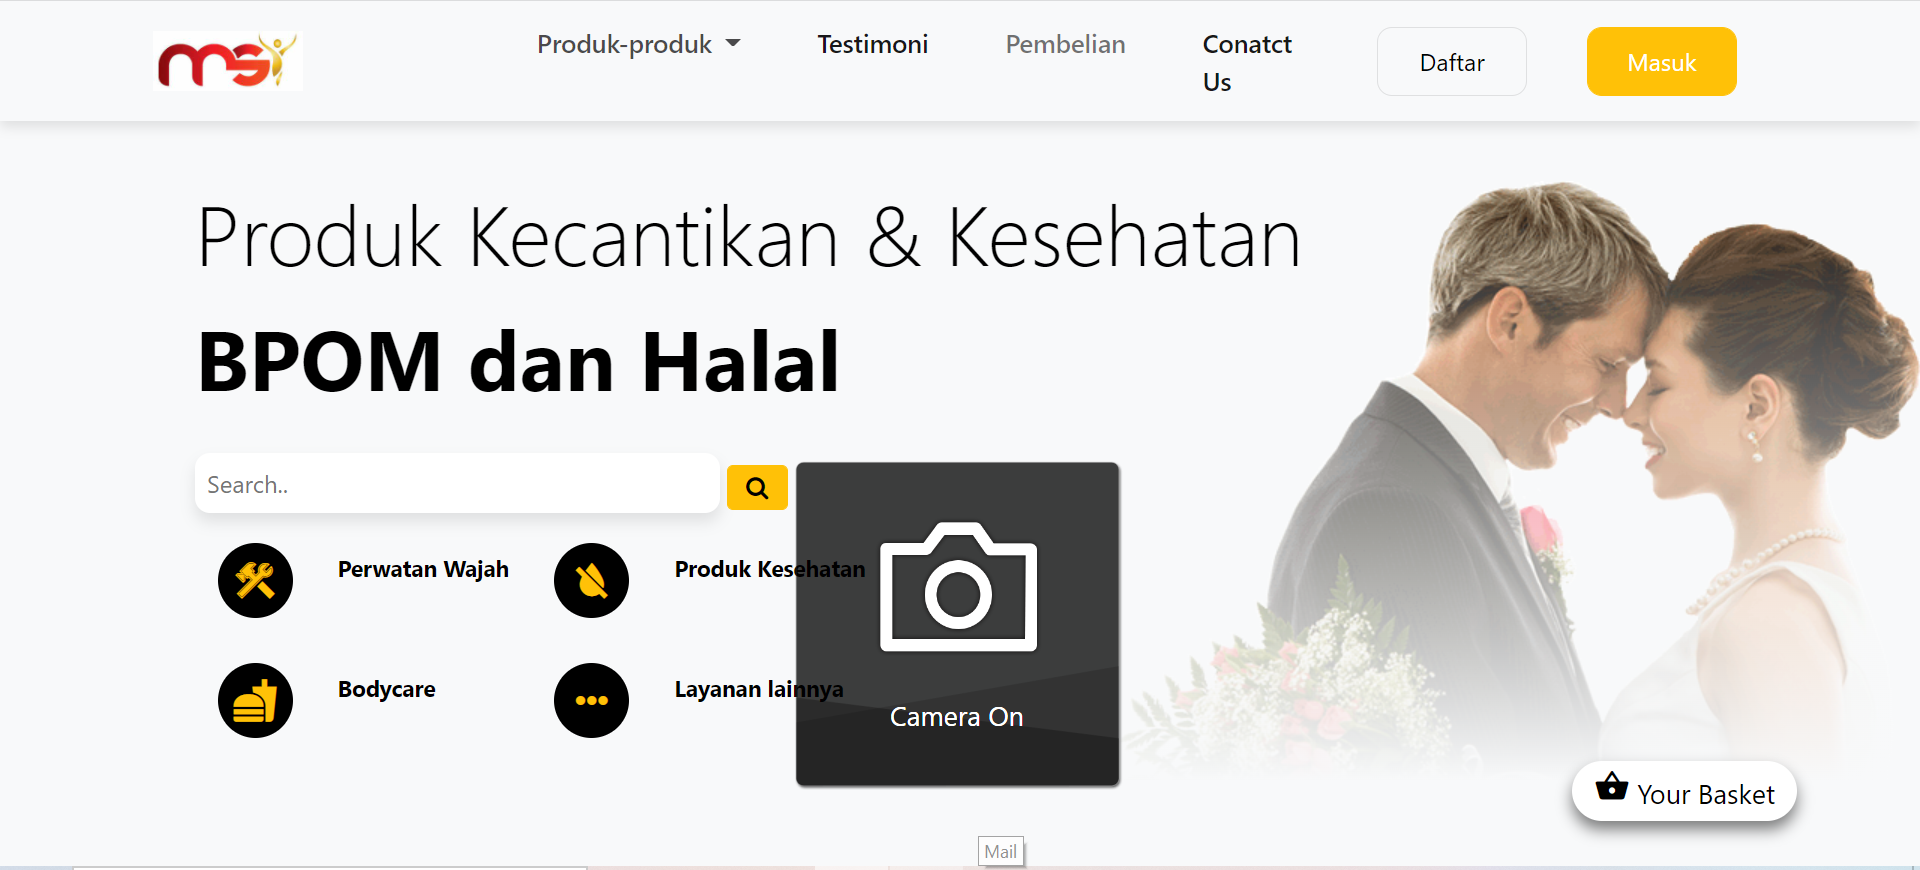 msi
Produk-produk
Testimoni
Pembelian
Conatct
Us
Daftar
Masuk
Produk Kecantikan & Kesehatan
BPOM dan Halal
Search..
Perwatan Wajah
Produk Kesehatan
Bodycare
Layanan lainnya
Camera On
Your Basket
Mail